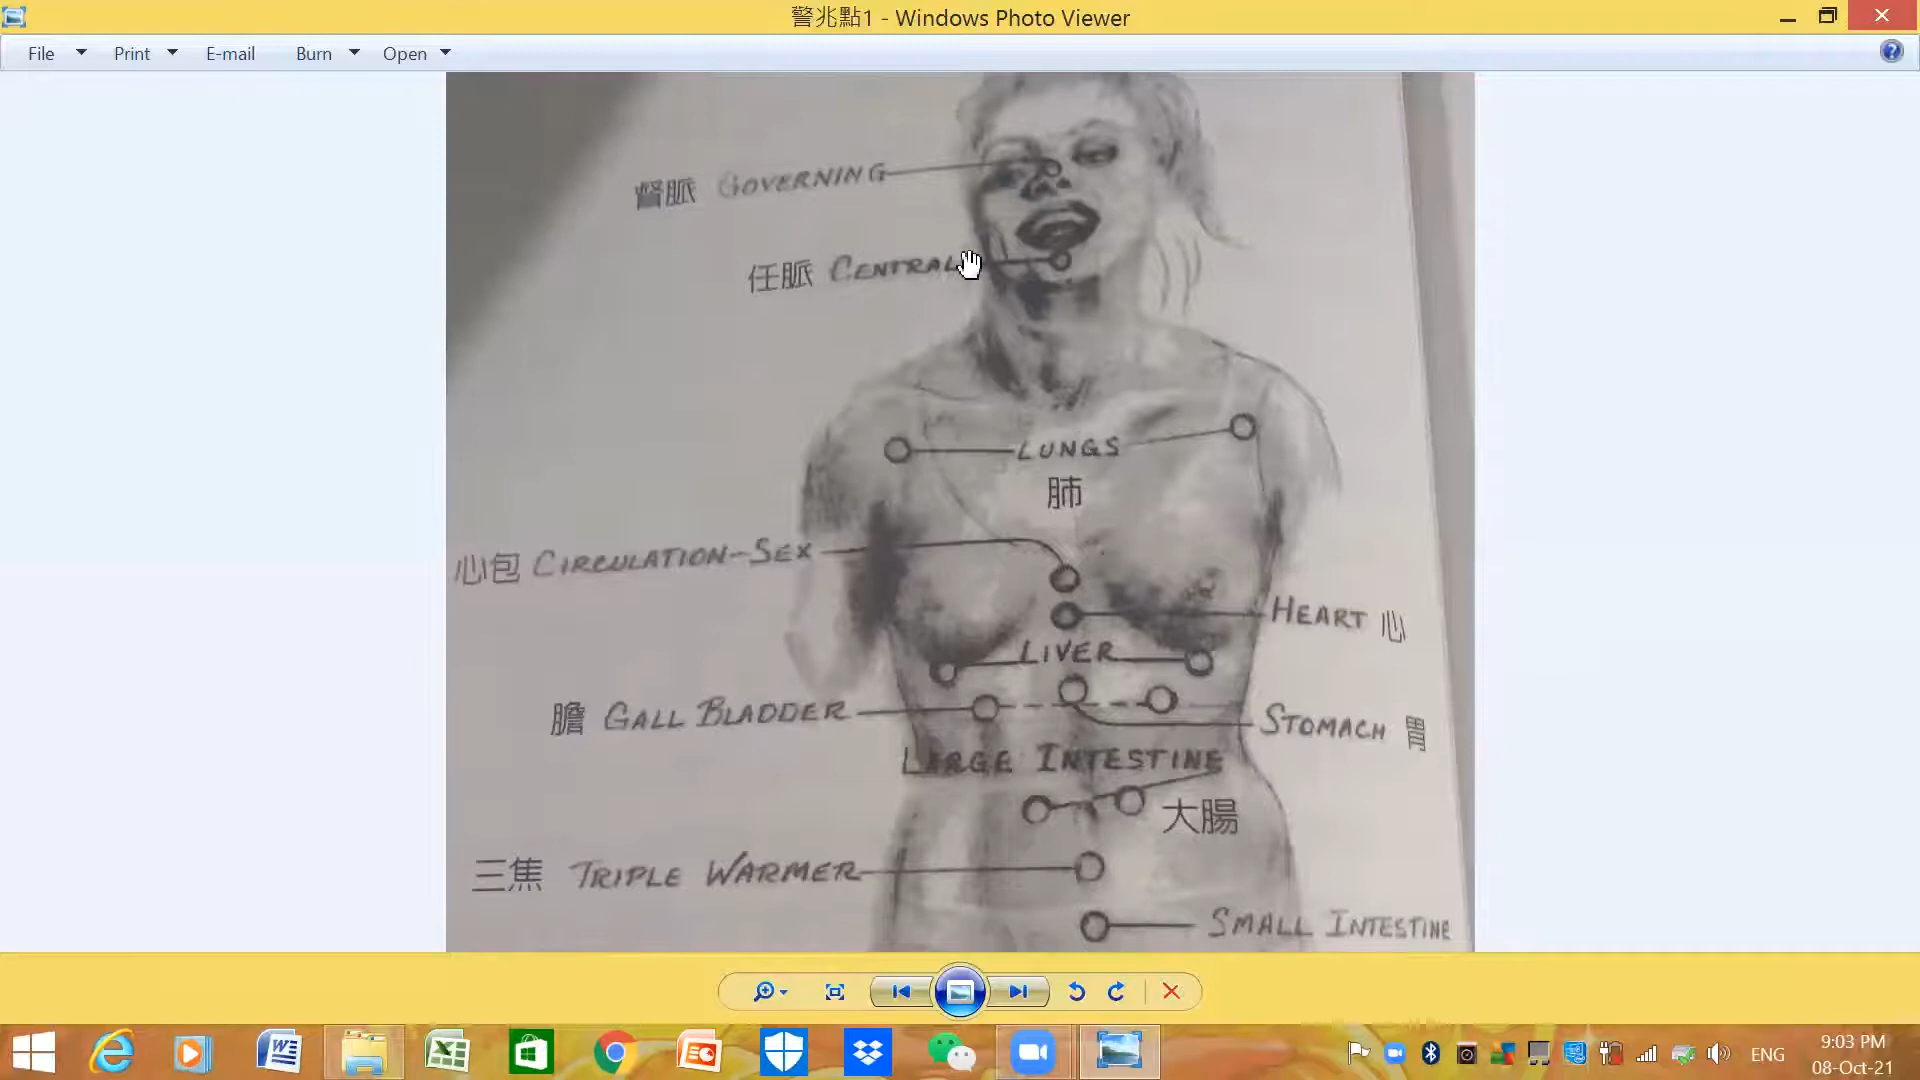 警兆點1 - Windows Photo Viewer
File Print E-mail Burn Open
督脈 GOVERNING
任脈 CENTRAL
LUNGS
肺
心包 CIRCULATION-SEX
HEART 心
LIVER
膽 GALL BLADDER
STOMACH 胃
LARGE INTESTINE
大腸
三焦 TRIPLE WARMER
SMALL INTESTINE
ENG
9:03 PM
08-Oct-21